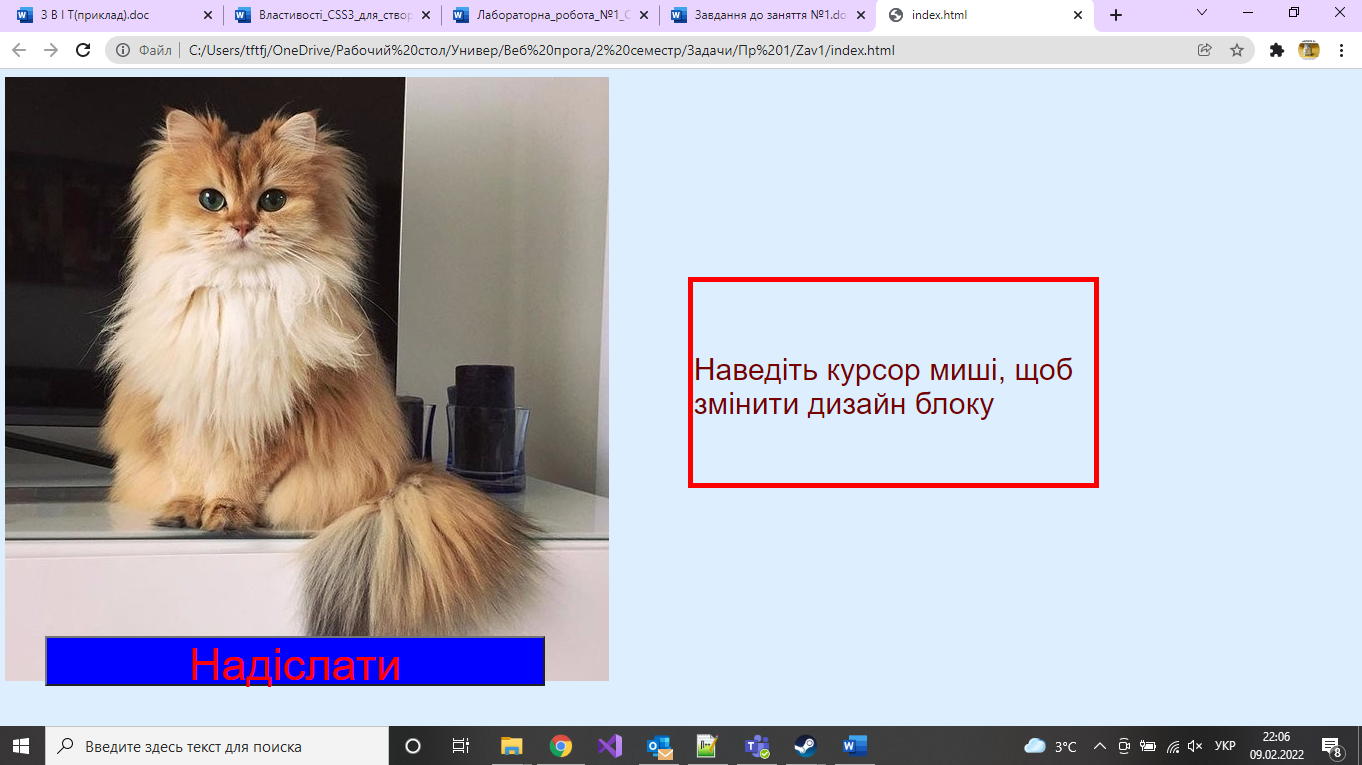 З В І Т(приклад).doc
Властивості_CSS3_для_створ
Лабораторна_робота_№1_C
Завдання до заняття №1.do
index.html
Файл
C:/Users/tftfj/OneDrive/Рабочий%20стол/Универ/Веб%20прога/2%20семестр/Задачи/Пр%201/Zav1/index.html
Наведіть курсор миші, щоб
змінити дизайн блоку
Надіслати
Введите здесь текст для поиска
3°C
УКР
22:06
09.02.2022
8